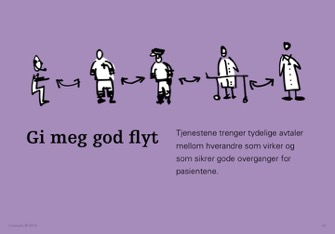 Gi meg god flyt
Tjenestene trenger tydelige avtaler
mellom hverandre som virker og
som sikrer gode overganger for
pasientene.